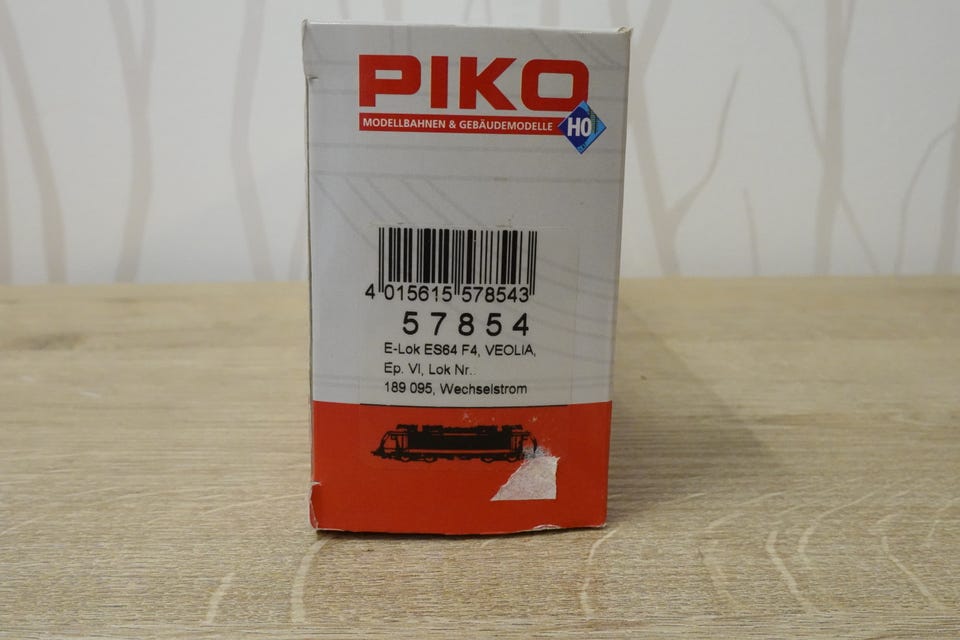 PIKO
MODELLBAHNEN & GEBÄUDEMODELLE
H0
4 015615 578543
57854
E-Lok ES64 F4, VEOLIA,
Ep. VI, Lok Nr.
189 095, Wechselstrom